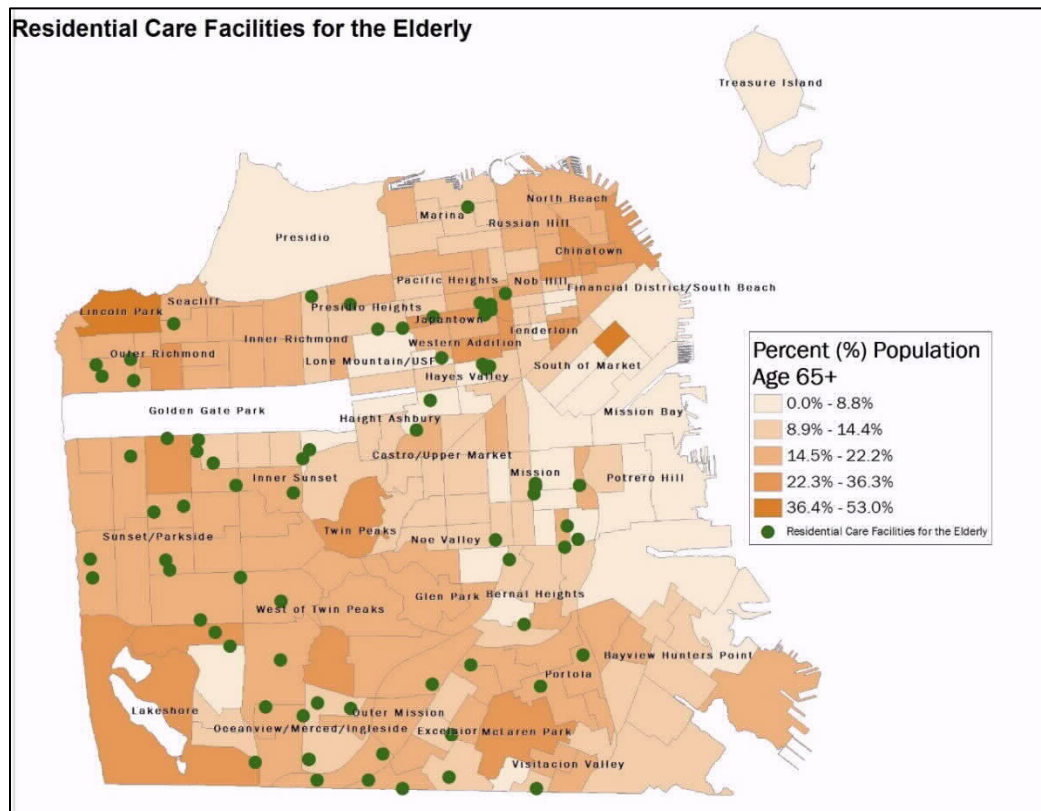 Residential Care Facilities for the Elderly
Treasure Island
North Beach
Marina
Russian Hill
Presidio
Chinatown
Pacific Heights
Nob Hill
Financial District/South Beach
Seacliff
Lincoln Park
Presidio Heights
Japantown
Tenderloin
Inner Richmond
Western Addition
Outer Richmond
Lone Mountain/USF
South of Market
Hayes Valley
Golden Gate Park
Haight Ashbury
Mission Bay
Castro/Upper Market
Inner Sunset
Mission
Potrero Hill
Twin Peaks
Sunset/Parkside
Noe Valley
Glen Park
Bernal Heights
West of Twin Peaks
Bayview Hunters Point
Portola
Lakeshore
Outer Mission
Oceanview/Merced/Ingleside
Excelsior
McLaren Park
Visitacion Valley
Percent (%) Population
Age 65+
0.0% - 8.8%
8.9% - 14.4%
14.5% - 22.2%
22.3% - 36.3%
36.4% - 53.0%
Residential Care Facilities for the Elderly